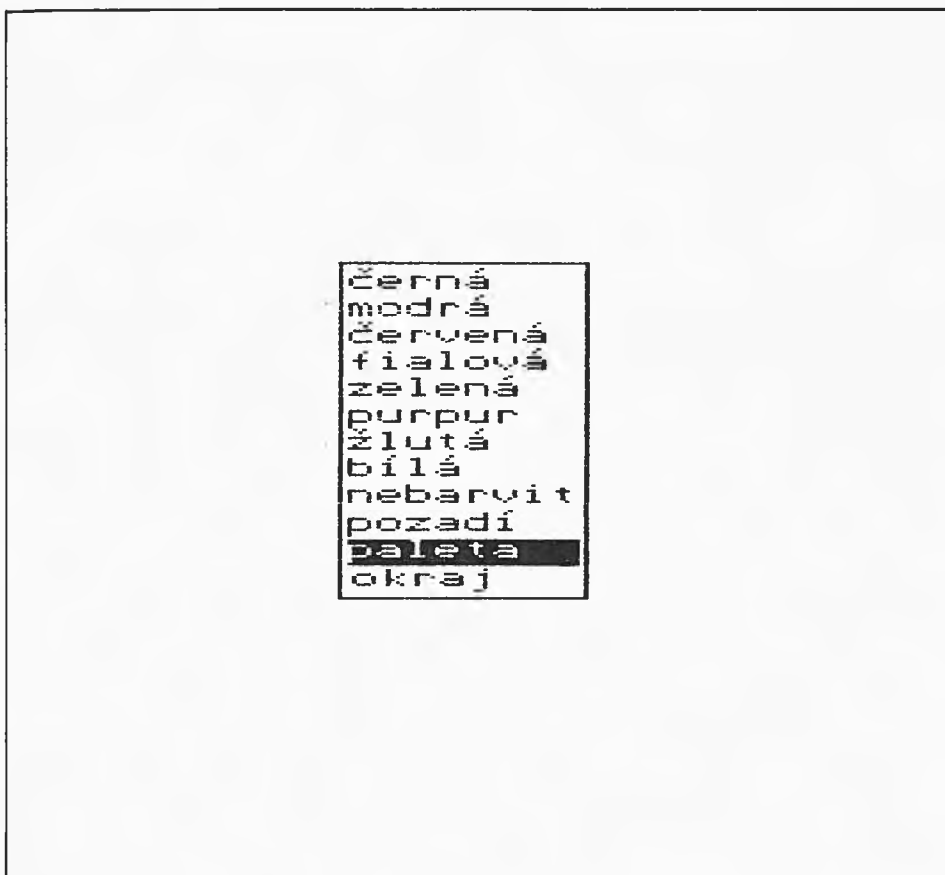 černá
modrá
červená
fialová
zelená
purpur
žlutá
bílá
nebarvit
pozadí
paleta
okraj